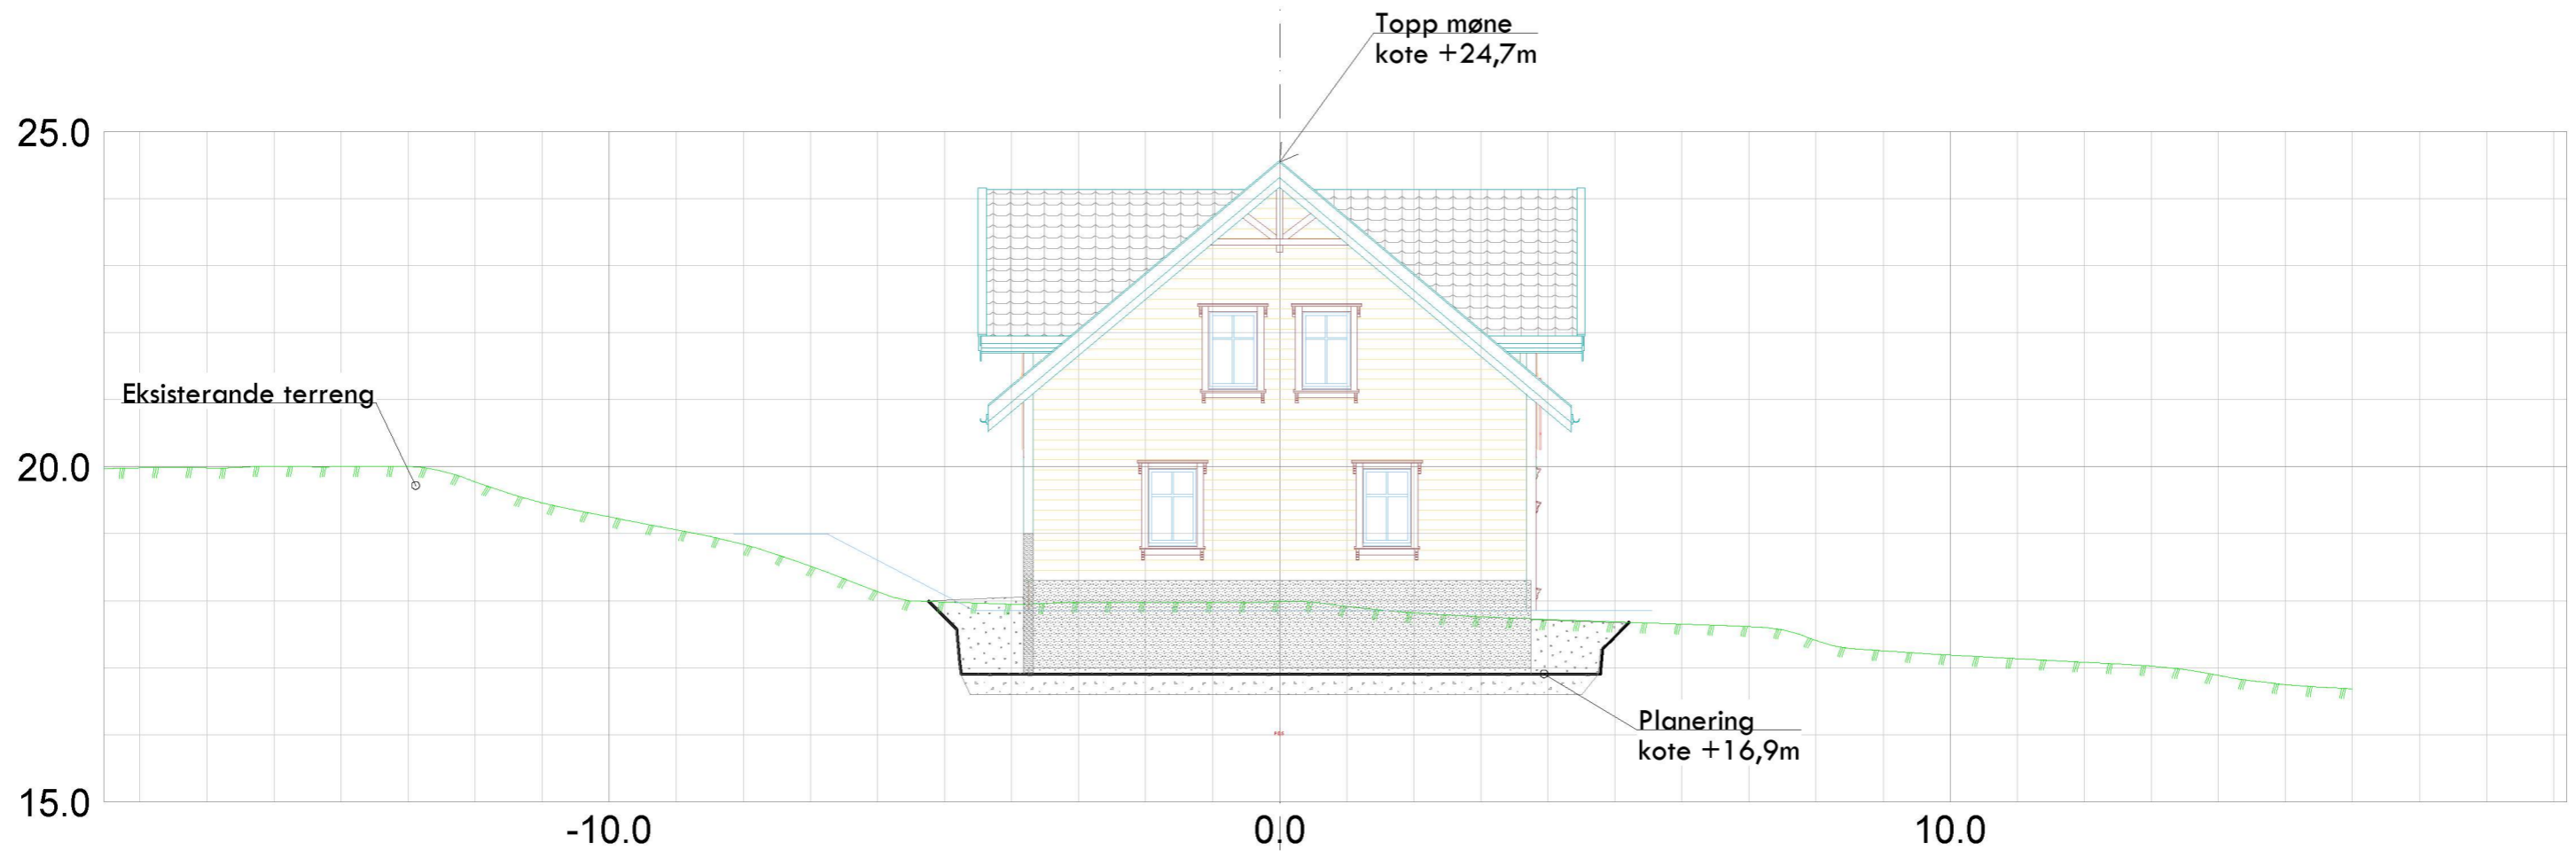 Topp møne
kote +24,7m
25.0
Eksisterande terreng
20.0
Planering
kote +16,9m
15.0
-10.0
0.0
10.0